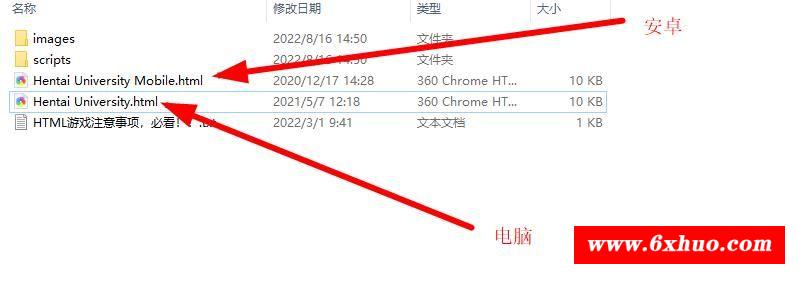 名称 修改日期 类型 大小
安卓
images 2022/8/16 14:50 文件夹
scripts 2022/8/16 14:50 文件夹
Hentai University Mobile.html 2020/12/17 14:28 360 Chrome HT... 10 KB
Hentai University.html 2021/5/7 12:18 360 Chrome HT... 10 KB
HTML游戏注意事项，必看！ 2022/3/1 9:41 文本文档 1 KB
电脑
www.6xhuo.com